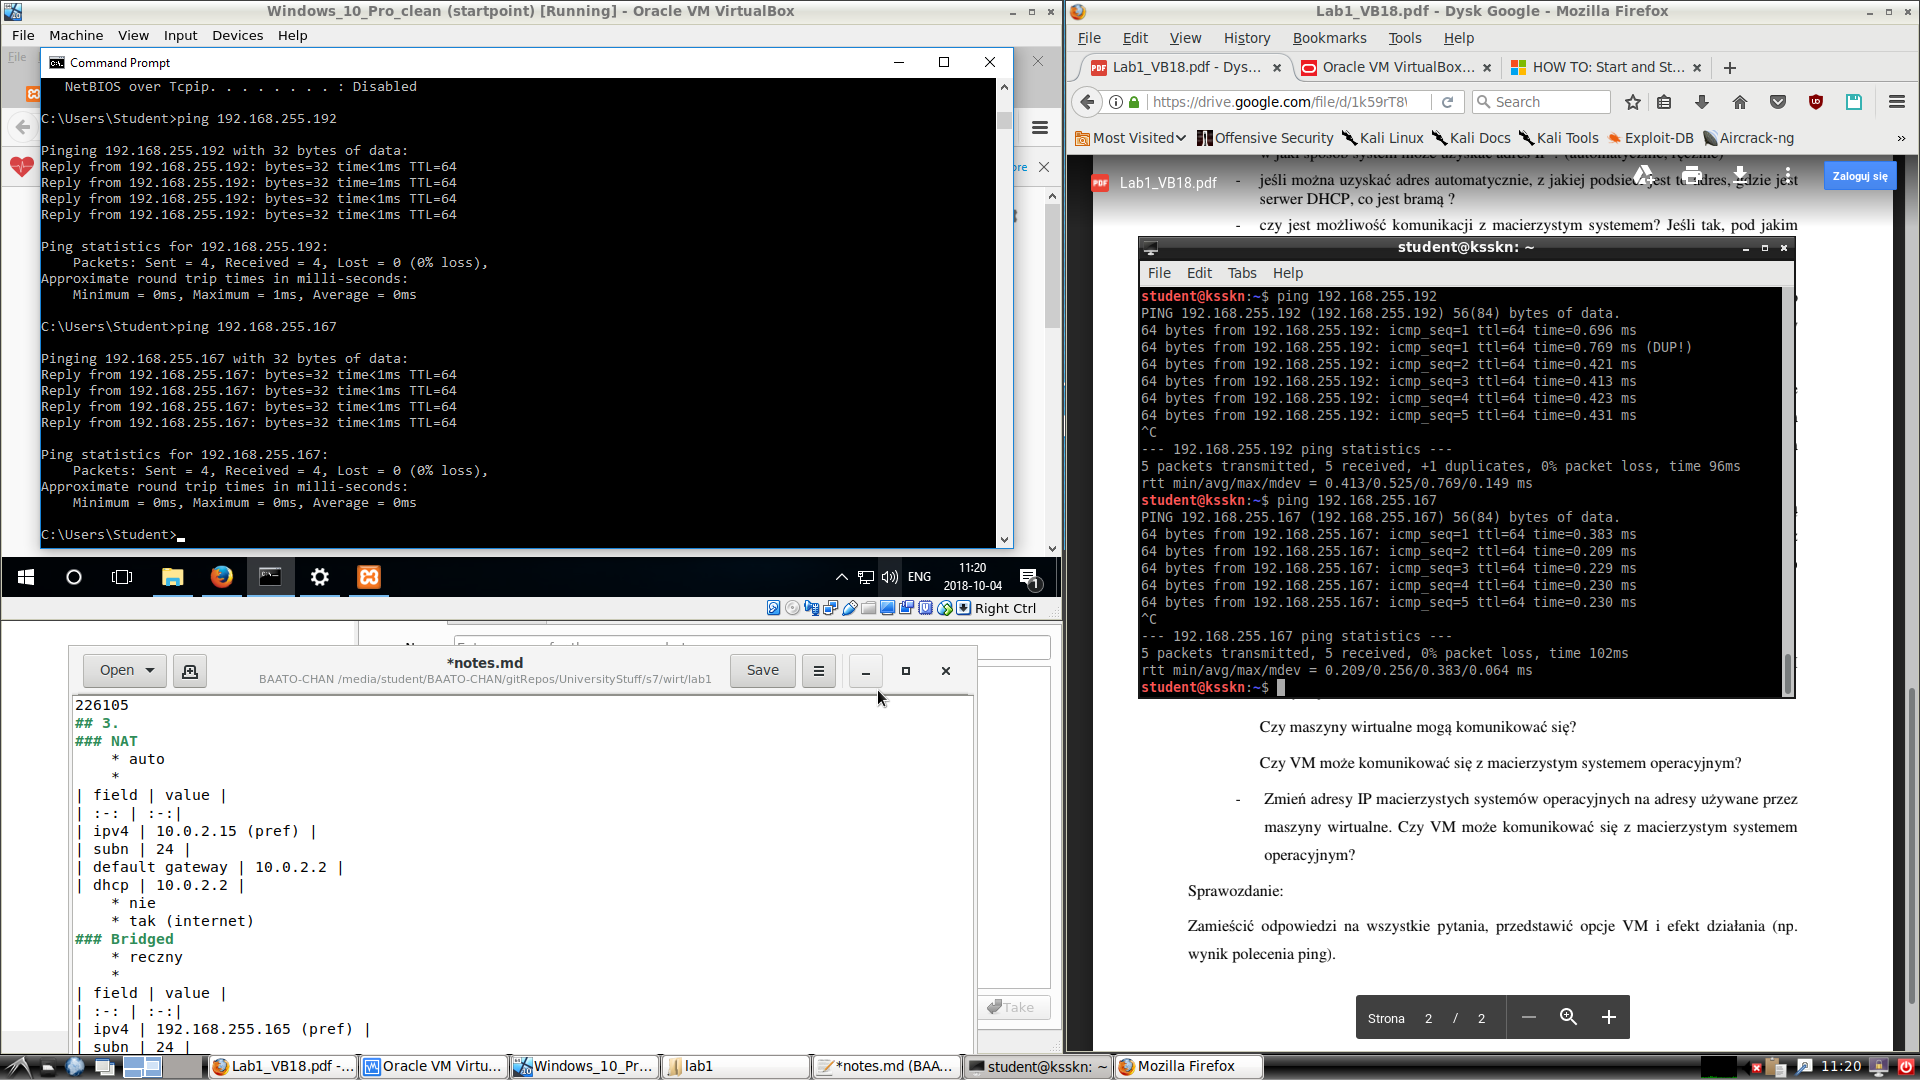 Windows_10_Pro_clean (startpoint) [Running] - Oracle VM VirtualBox
File Machine View Input Devices Help
File
Command Prompt
NetBIOS over Tcpip. . . . . . . . : Disabled
C:\Users\Student>ping 192.168.255.192
Pinging 192.168.255.192 with 32 bytes of data:
Reply from 192.168.255.192: bytes=32 time<1ms TTL=64
Reply from 192.168.255.192: bytes=32 time=1ms TTL=64
Reply from 192.168.255.192: bytes=32 time<1ms TTL=64
Reply from 192.168.255.192: bytes=32 time<1ms TTL=64
Ping statistics for 192.168.255.192:
Packets: Sent = 4, Received = 4, Lost = 0 (0% loss),
Approximate round trip times in milli-seconds:
Minimum = 0ms, Maximum = 1ms, Average = 0ms
C:\Users\Student>ping 192.168.255.167
Pinging 192.168.255.167 with 32 bytes of data:
Reply from 192.168.255.167: bytes=32 time<1ms TTL=64
Reply from 192.168.255.167: bytes=32 time<1ms TTL=64
Reply from 192.168.255.167: bytes=32 time<1ms TTL=64
Reply from 192.168.255.167: bytes=32 time<1ms TTL=64
Ping statistics for 192.168.255.167:
Packets: Sent = 4, Received = 4, Lost = 0 (0% loss),
Approximate round trip times in milli-seconds:
Minimum = 0ms, Maximum = 0ms, Average = 0ms
C:\Users\Student>
ENG
11:20
2018-10-04
1
Right Ctrl
Open
*notes.md
BAATO-CHAN /media/student/BAATO-CHAN/gitRepos/UniversityStuff/s7/wirt/lab1
Save
226105
## 3.
### NAT
* auto
*
| field | value |
| :-: | :-:|
| ipv4 | 10.0.2.15 (pref) |
| subn | 24 |
| default gateway | 10.0.2.2 |
| dhcp | 10.0.2.2 |
* nie
* tak (internet)
### Bridged
* reczny
*
| field | value |
| :-: | :-:|
| ipv4 | 192.168.255.165 (pref) |
| subn | 24 |
Take
Lab1_VB18.pdf - Dysk Google - Mozilla Firefox
File Edit View History Bookmarks Tools Help
Lab1_VB18.pdf - Dys...
Oracle VM VirtualBox...
HOW TO: Start and St...
https://drive.google.com/file/d/1k59rT8\
Search
Most Visited
Offensive Security
Kali Linux
Kali Docs
Kali Tools
Exploit-DB
Aircrack-ng
PDF
Lab1_VB18.pdf
Zaloguj się
w jaki sposób system może uzyskać adres IP ? (automatycznie, ręcznie)
- jeśli można uzyskać adres automatycznie, z jakiej podsieci jest ten adres, gdzie jest
serwer DHCP, co jest bramą ?
- czy jest możliwość komunikacji z macierzystym systemem? Jeśli tak, pod jakim
student@ksskn: ~
File Edit Tabs Help
student@ksskn:~$ ping 192.168.255.192
PING 192.168.255.192 (192.168.255.192) 56(84) bytes of data.
64 bytes from 192.168.255.192: icmp_seq=1 ttl=64 time=0.696 ms
64 bytes from 192.168.255.192: icmp_seq=1 ttl=64 time=0.769 ms (DUP!)
64 bytes from 192.168.255.192: icmp_seq=2 ttl=64 time=0.421 ms
64 bytes from 192.168.255.192: icmp_seq=3 ttl=64 time=0.413 ms
64 bytes from 192.168.255.192: icmp_seq=4 ttl=64 time=0.423 ms
64 bytes from 192.168.255.192: icmp_seq=5 ttl=64 time=0.431 ms
^C
--- 192.168.255.192 ping statistics ---
5 packets transmitted, 5 received, +1 duplicates, 0% packet loss, time 96ms
rtt min/avg/max/mdev = 0.413/0.525/0.769/0.149 ms
student@ksskn:~$ ping 192.168.255.167
PING 192.168.255.167 (192.168.255.167) 56(84) bytes of data.
64 bytes from 192.168.255.167: icmp_seq=1 ttl=64 time=0.383 ms
64 bytes from 192.168.255.167: icmp_seq=2 ttl=64 time=0.209 ms
64 bytes from 192.168.255.167: icmp_seq=3 ttl=64 time=0.229 ms
64 bytes from 192.168.255.167: icmp_seq=4 ttl=64 time=0.230 ms
64 bytes from 192.168.255.167: icmp_seq=5 ttl=64 time=0.230 ms
^C
--- 192.168.255.167 ping statistics ---
5 packets transmitted, 5 received, 0% packet loss, time 102ms
rtt min/avg/max/mdev = 0.209/0.256/0.383/0.064 ms
student@ksskn:~$
Czy maszyny wirtualne mogą komunikować się?
Czy VM może komunikować się z macierzystym systemem operacyjnym?
- Zmień adresy IP macierzystych systemów operacyjnych na adresy używane przez
maszyny wirtualne. Czy VM może komunikować się z macierzystym systemem
operacyjnym?
Sprawozdanie:
Zamieścić odpowiedzi na wszystkie pytania, przedstawić opcje VM i efekt działania (np.
wynik polecenia ping).
Strona 2 / 2
Lab1_VB18.pdf -...
Oracle VM Virtu...
Windows_10_Pr...
lab1
*notes.md (BAA...
student@ksskn: ~
Mozilla Firefox
11:20